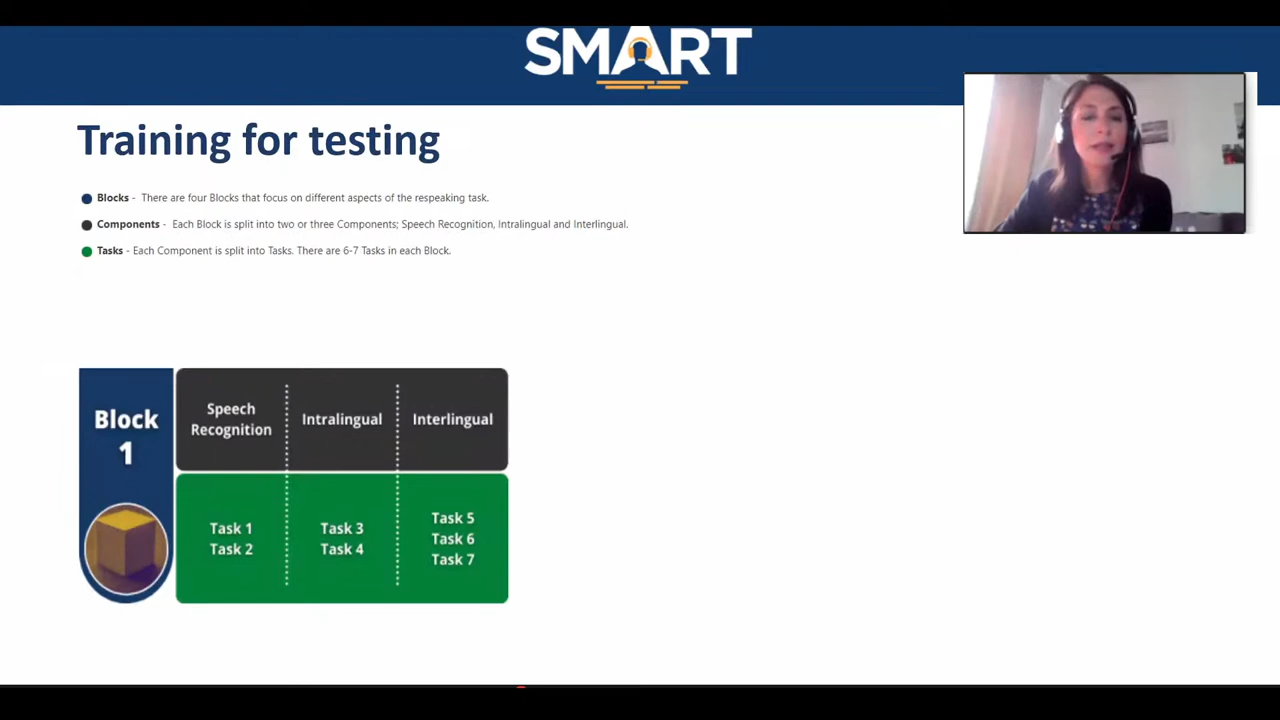 SMART
Training for testing
Blocks - There are four Blocks that focus on different aspects of the respeaking task.
Components - Each Block is split into two or three Components; Speech Recognition, Intralingual and Interlingual.
Tasks - Each Component is split into Tasks. There are 6-7 Tasks in each Block.
Block
1
Speech
Recognition
Intralingual
Interlingual
Task 1
Task 2
Task 3
Task 4
Task 5
Task 6
Task 7